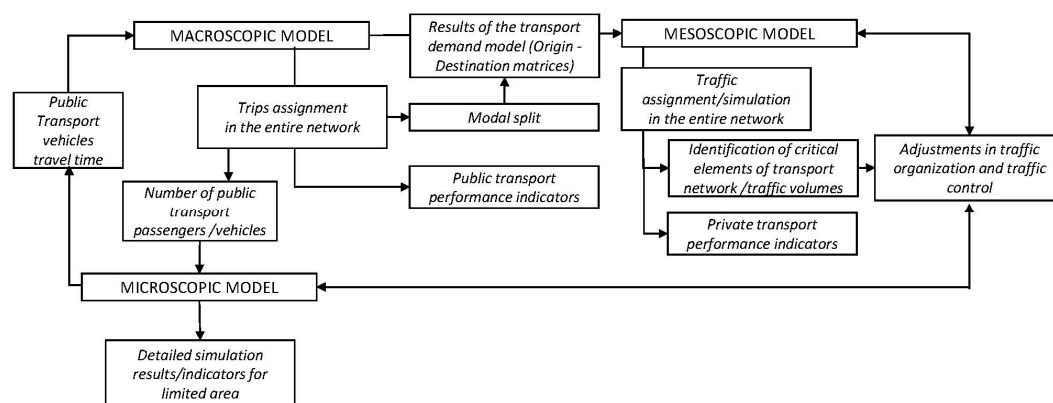 MACROSCOPIC MODEL
Results of the transport
demand model (Origin -
Destination matrices)
MESOSCOPIC MODEL
Public
Transport
vehicles
travel time
Trips assignment
in the entire network
Modal split
Traffic
assignment/simulation
in the entire network
Number of public
transport
passengers /vehicles
Public transport
performance indicators
Identification of critical
elements of transport
network /traffic volumes
Adjustments in traffic
organization and traffic
control
Private transport
performance indicators
MICROSCOPIC MODEL
Detailed simulation
results/indicators for
limited area